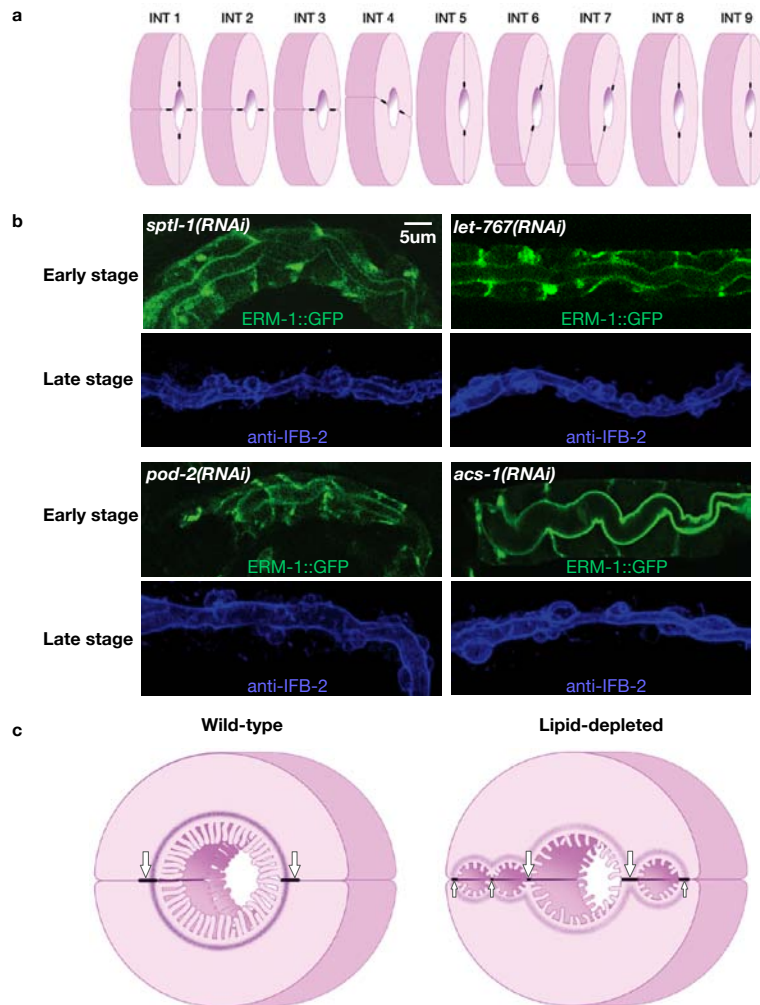 a
INT 1 INT 2 INT 3 INT 4 INT 5 INT 6 INT 7 INT 8 INT 9
b
sptl-1(RNAi) 5um let-767(RNAi)
Early stage
ERM-1::GFP ERM-1::GFP
Late stage
anti-IFB-2 anti-IFB-2
pod-2(RNAi) acs-1(RNAi)
Early stage
ERM-1::GFP ERM-1::GFP
Late stage
anti-IFB-2 anti-IFB-2
c
Wild-type Lipid-depleted